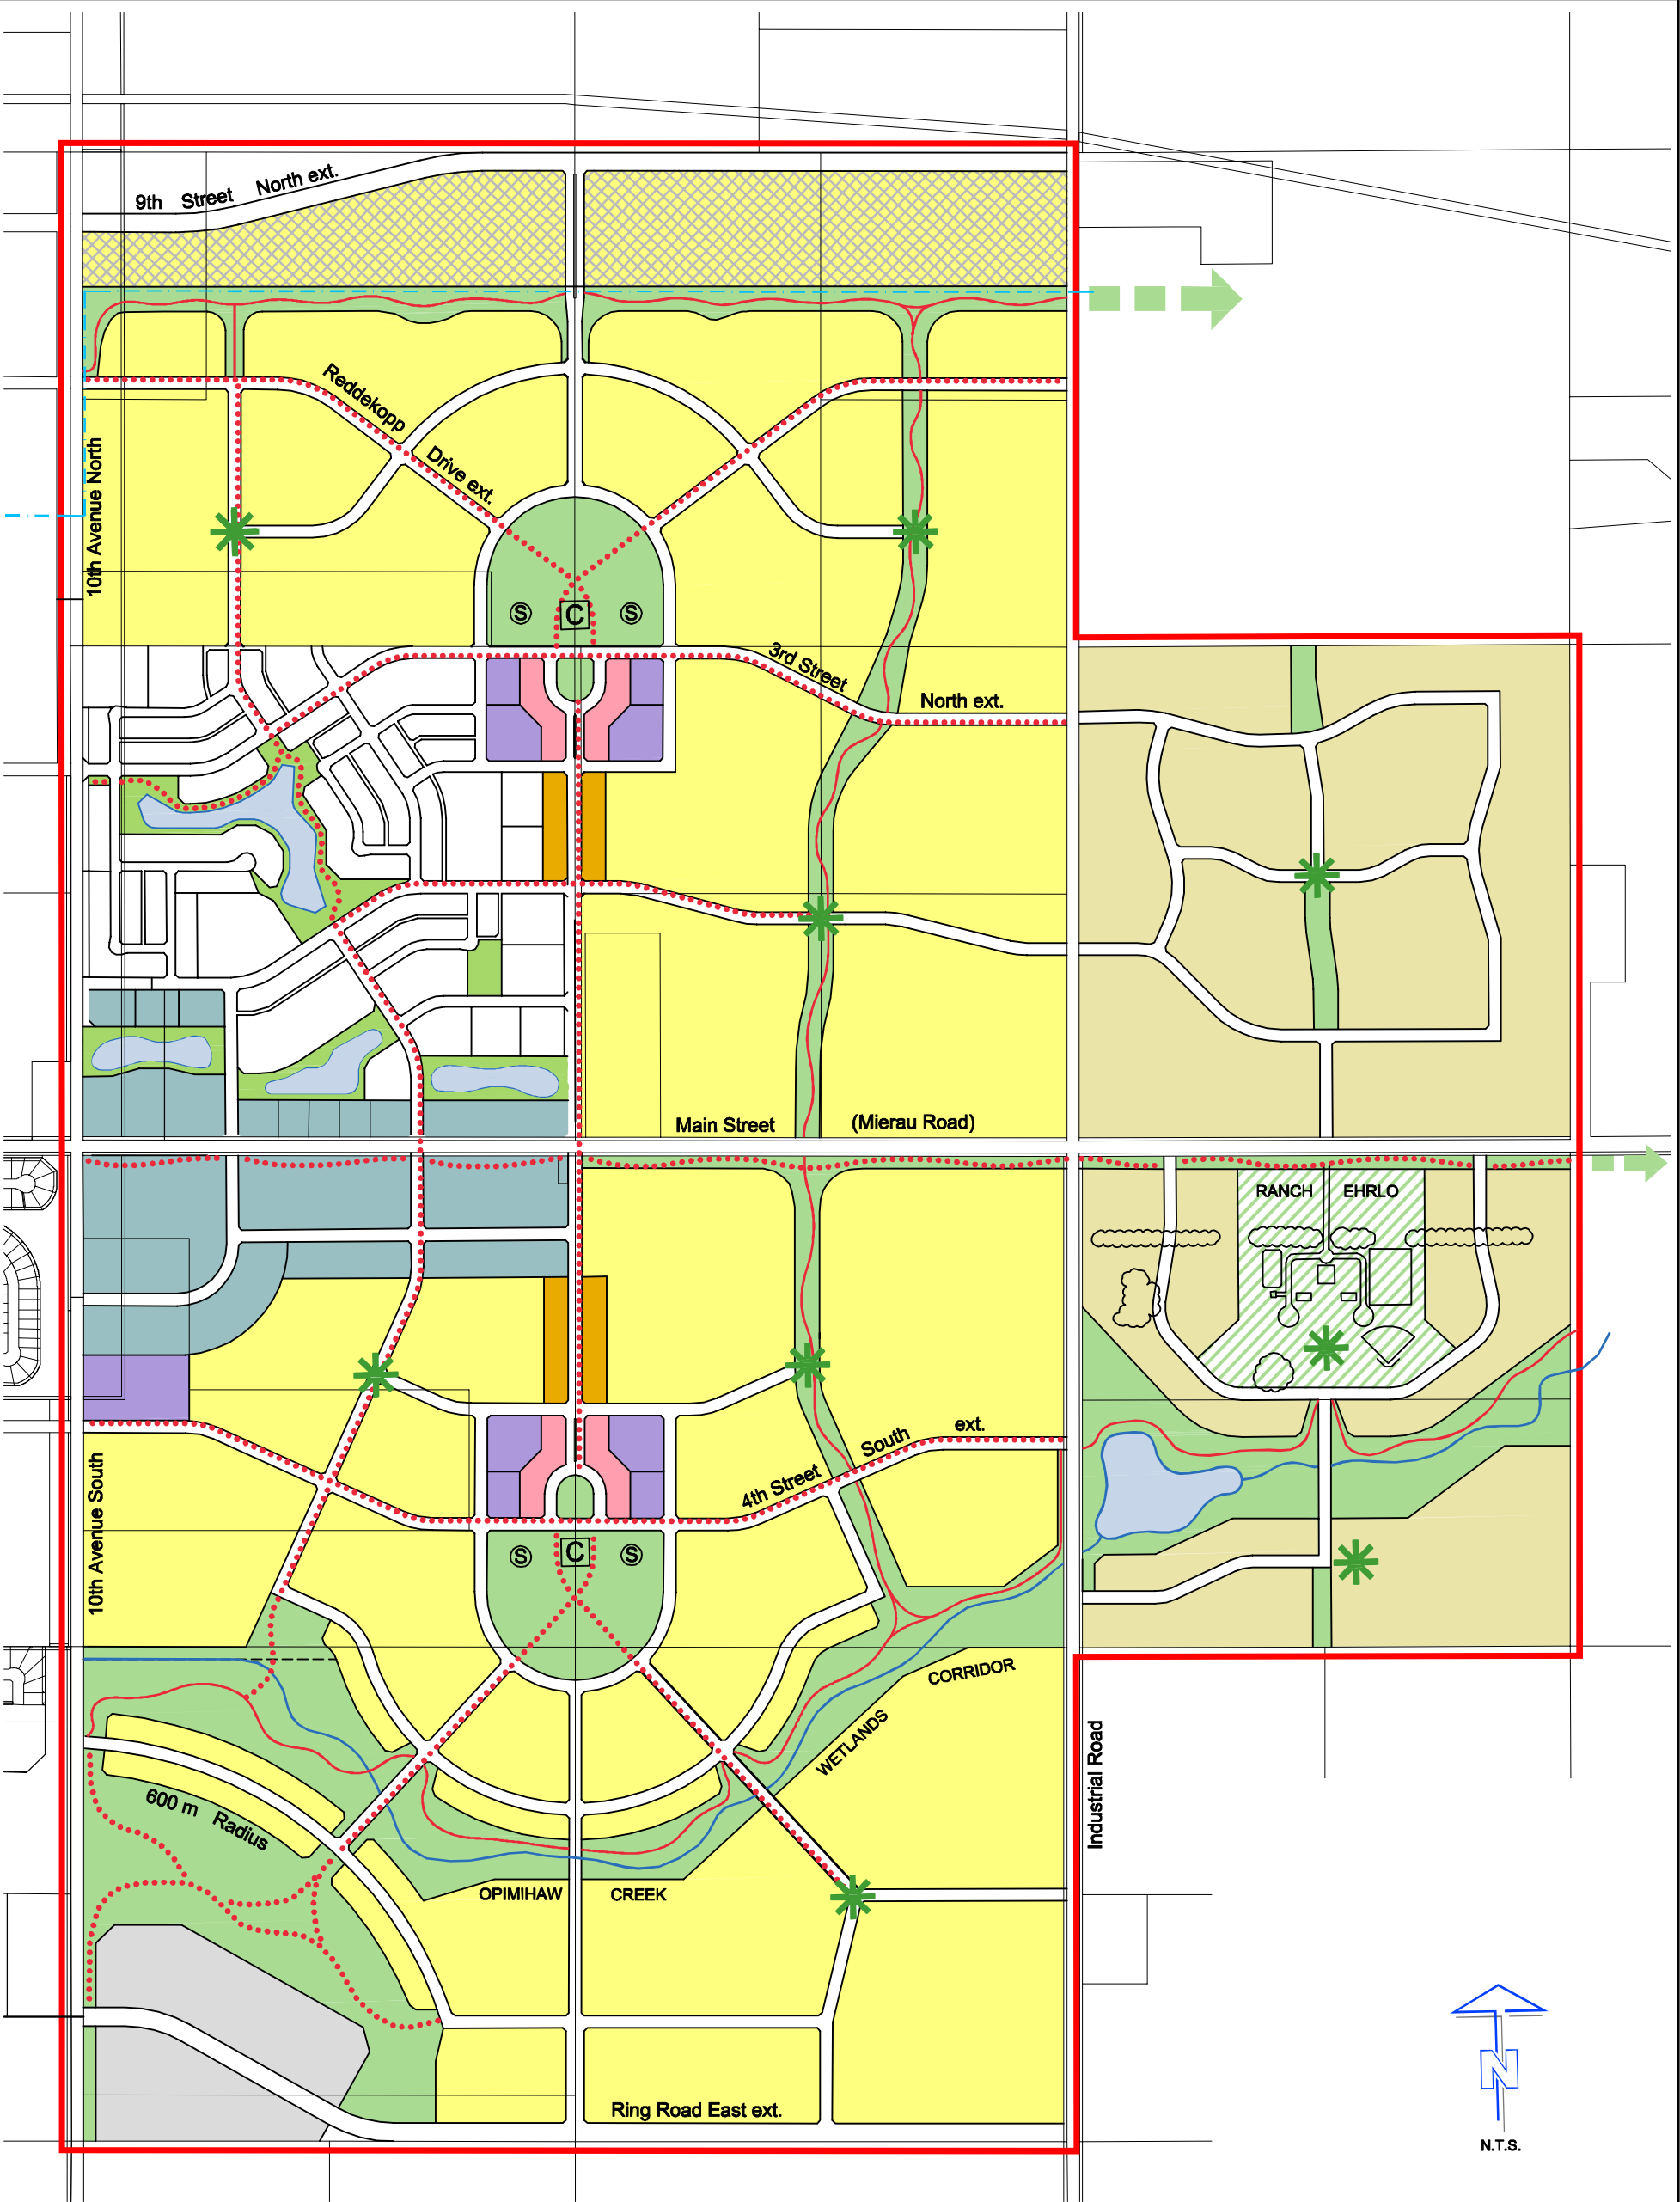 9th Street North ext.
Reddekopp
Drive ext.
10th Avenue North
S C S
3rd Street
North ext.
Main Street (Mierau Road)
RANCH EHRLO
10th Avenue South
4th Street South ext.
S C S
WETLANDS CORRIDOR
Industrial Road
600 m Radius
OPIMIHAW CREEK
Ring Road East ext.
N
N.T.S.